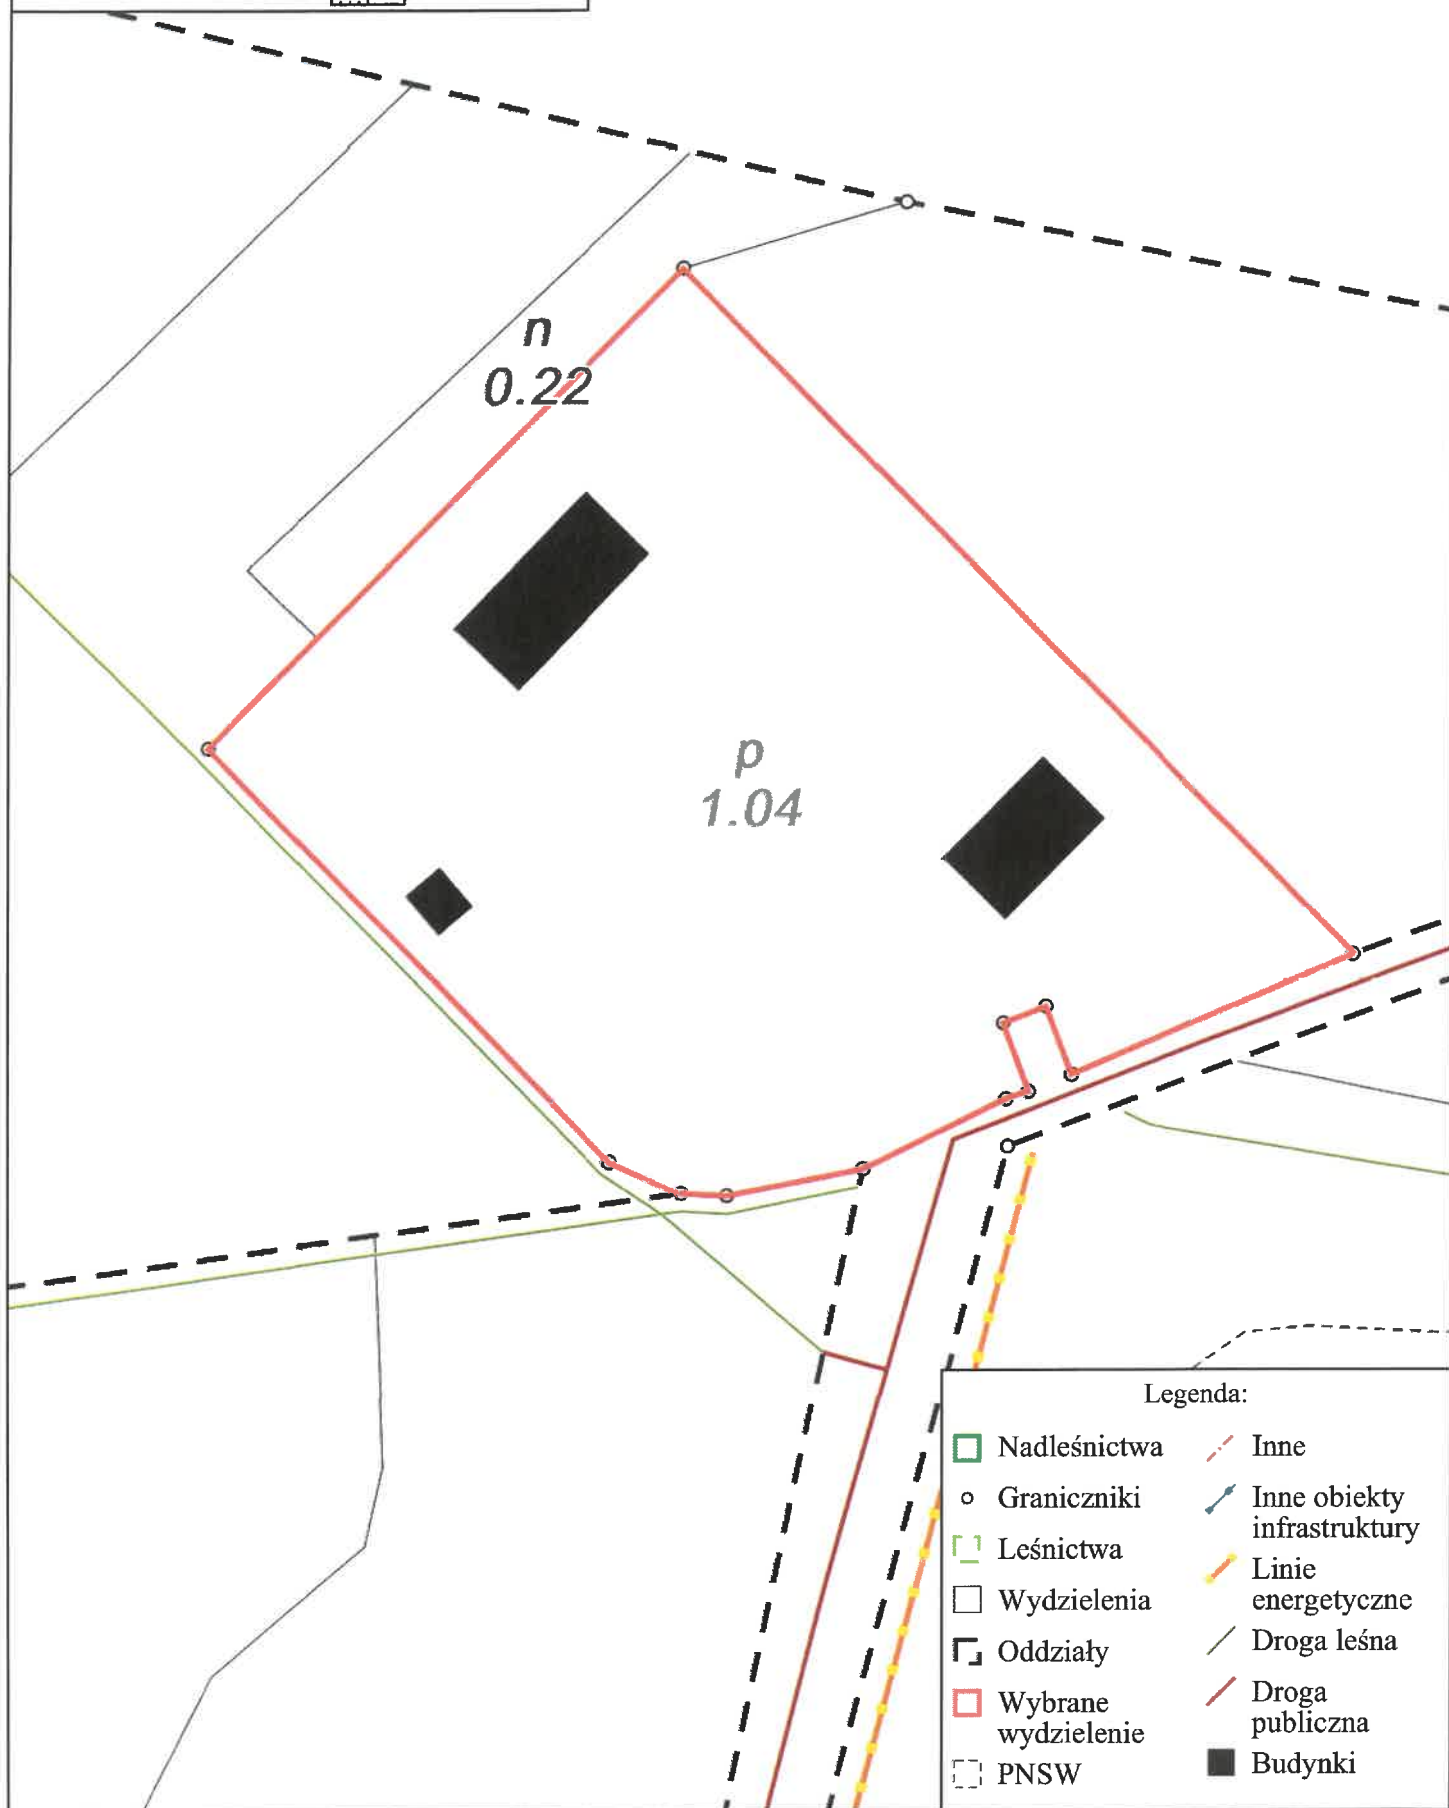 n
0.22
p
1.04
Legenda:
Nadleśnictwa
Graniczniki
Leśnictwa
Wydzielenia
Oddziały
Wybrane
wydzielenie
PNSW
Inne
Inne obiekty
infrastruktury
Linie
energetyczne
Droga leśna
Droga
publiczna
Budynki